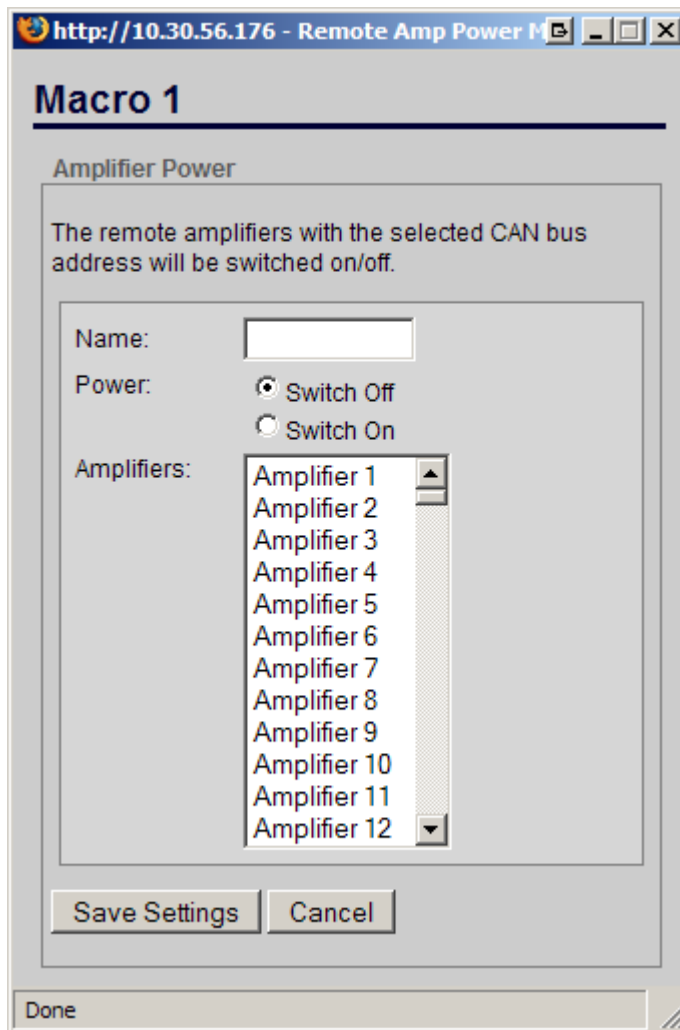 http://10.30.56.176 - Remote Amp Power M
Macro 1
Amplifier Power
The remote amplifiers with the selected CAN bus
address will be switched on/off.
Name:
Power:
Switch Off
Switch On
Amplifiers:
Amplifier 1
Amplifier 2
Amplifier 3
Amplifier 4
Amplifier 5
Amplifier 6
Amplifier 7
Amplifier 8
Amplifier 9
Amplifier 10
Amplifier 11
Amplifier 12
Save Settings
Cancel
Done